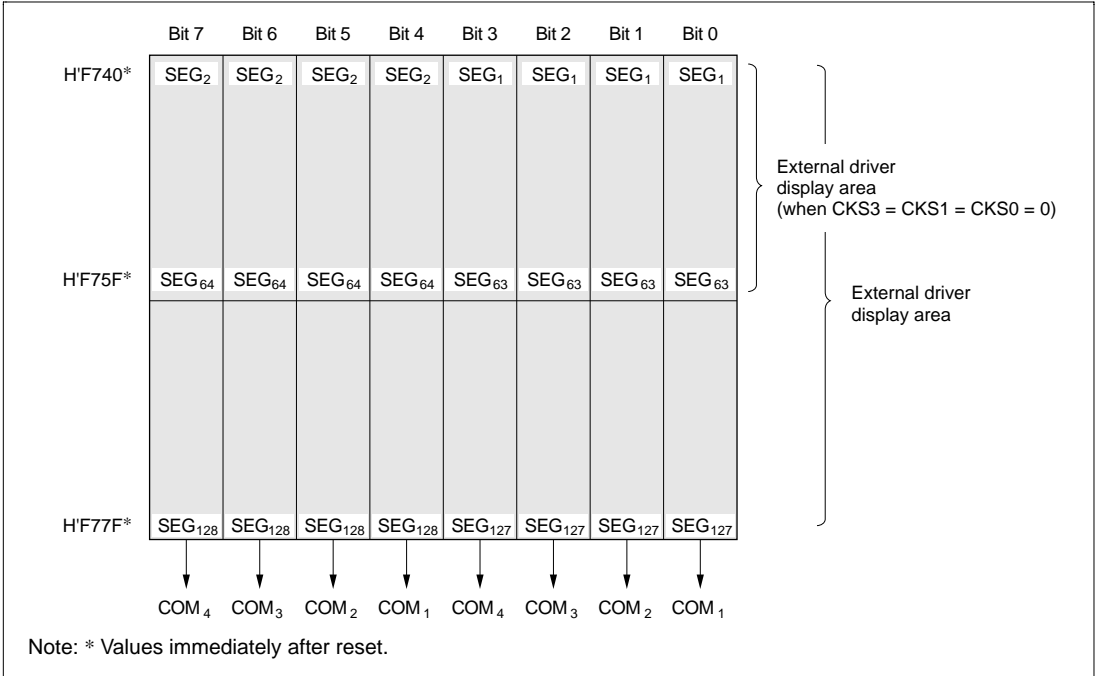 Bit 7 Bit 6 Bit 5 Bit 4 Bit 3 Bit 2 Bit 1 Bit 0
H'F740* SEG2 SEG2 SEG2 SEG2 SEG1 SEG1 SEG1 SEG1
External driver
display area
(when CKS3 = CKS1 = CKS0 = 0)
H'F75F* SEG64 SEG64 SEG64 SEG64 SEG63 SEG63 SEG63 SEG63
External driver
display area
H'F77F* SEG128 SEG128 SEG128 SEG128 SEG127 SEG127 SEG127 SEG127
COM4 COM3 COM2 COM1 COM4 COM3 COM2 COM1
Note: * Values immediately after reset.